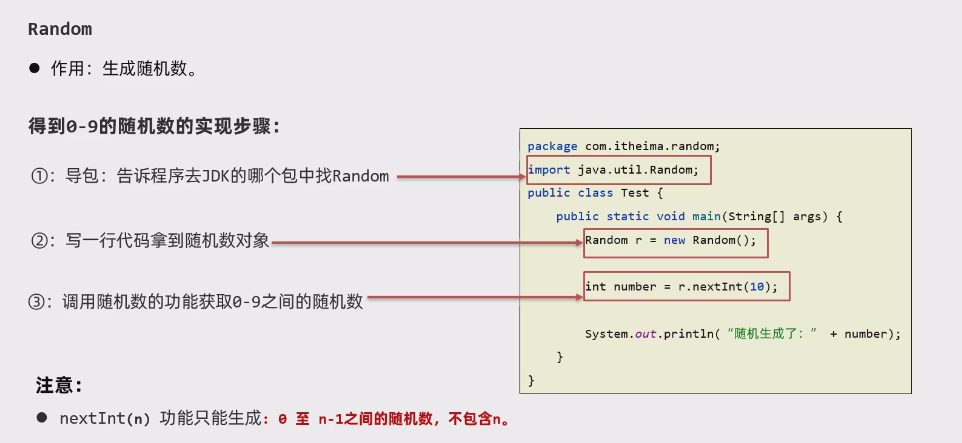 Random
● 作用：生成随机数。
得到0-9的随机数的实现步骤：
①：导包：告诉程序去JDK的哪个包中找Random
②：写一行代码拿到随机数对象
③：调用随机数的功能获取0-9之间的随机数
package com.itheima.random;
import java.util.Random;
public class Test {
public static void main(String[] args) {
Random r = new Random();
int number = r.nextInt(10);
System.out.println( “随机生成了：” + number);
}
}
注意：
● nextInt(n) 功能只能生成：0 至 n-1之间的随机数，不包含n。